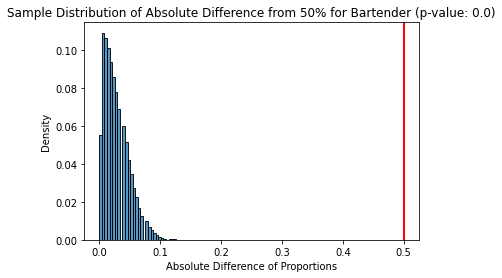 Sample Distribution of Absolute Difference from 50% for Bartender (p-value: 0.0)
0.10
0.08
0.06
0.04
0.02
0.00
Density
0.0 0.1 0.2 0.3 0.4 0.5
Absolute Difference of Proportions